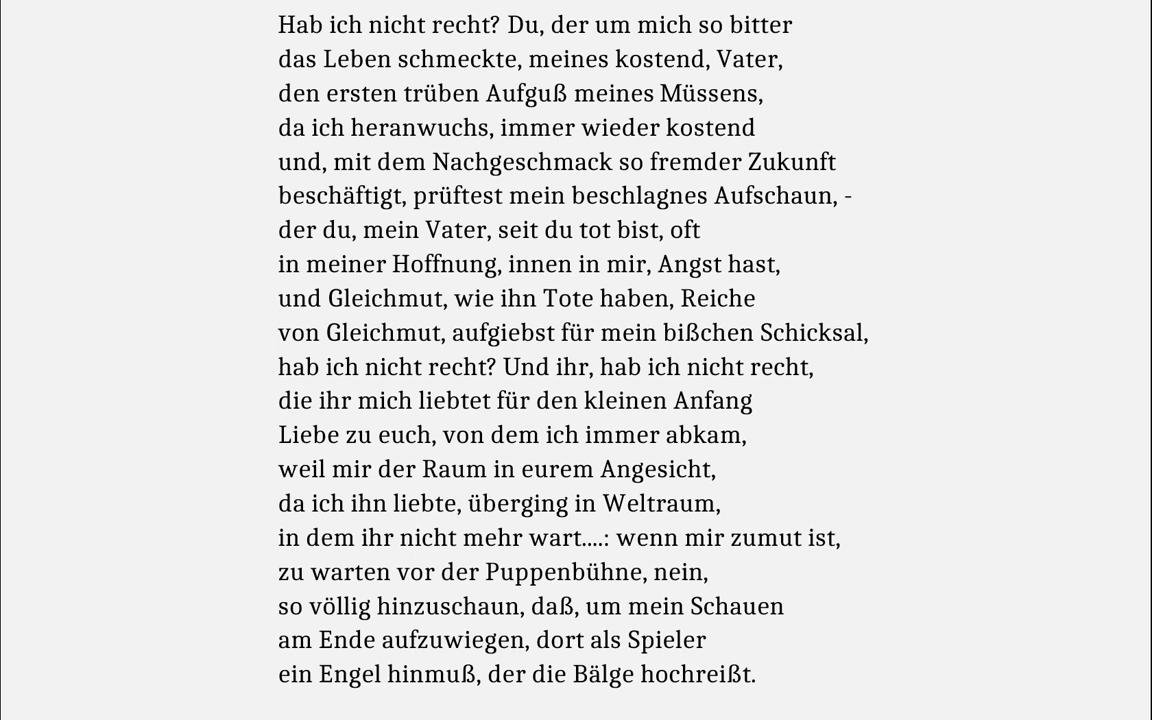 Hab ich nicht recht? Du, der um mich so bitter
das Leben schmeckte, meines kostend, Vater,
den ersten trüben Aufguß meines Müssens,
da ich heranwuchs, immer wieder kostend
und, mit dem Nachgeschmack so fremder Zukunft
beschäftigt, prüftest mein beschlagnes Aufschaun, -
der du, mein Vater, seit du tot bist, oft
in meiner Hoffnung, innen in mir, Angst hast,
und Gleichmut, wie ihn Tote haben, Reiche
von Gleichmut, aufgiebst für mein bißchen Schicksal,
hab ich nicht recht? Und ihr, hab ich nicht recht,
die ihr mich liebtet für den kleinen Anfang
Liebe zu euch, von dem ich immer abkam,
weil mir der Raum in eurem Angesicht,
da ich ihn liebte, überging in Weltraum,
in dem ihr nicht mehr wart....: wenn mir zumut ist,
zu warten vor der Puppenbühne, nein,
so völlig hinzuschaun, daß, um mein Schauen
am Ende aufzuwiegen, dort als Spieler
ein Engel hinmuß, der die Bälge hochreißt.